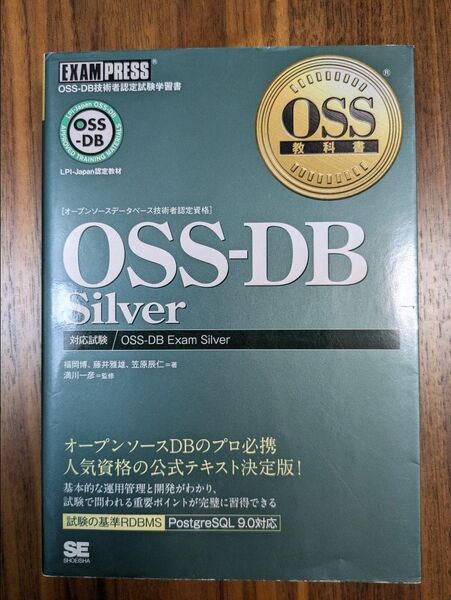 EXAMPRESS®
OSS-DB技術者認定試験学習書
LPI-Japan OSS-DB
OSS
-DB
APPROVED TRAINING MATERIALS
LPI-Japan認定教材
®
OSS
教科書
[オープンソースデータベース技術者認定資格]
OSS-DB
Silver
対応試験 / OSS-DB Exam Silver
福岡博、藤井雅雄、笠原辰仁=著
満川一彦=監修
オープンソースDBのプロ必携
人気資格の公式テキスト決定版!
基本的な運用管理と開発がわかり、
試験で問われる重要ポイントが完璧に習得できる
試験の基準RDBMS PostgreSQL 9.0対応
SE
SHOEISHA